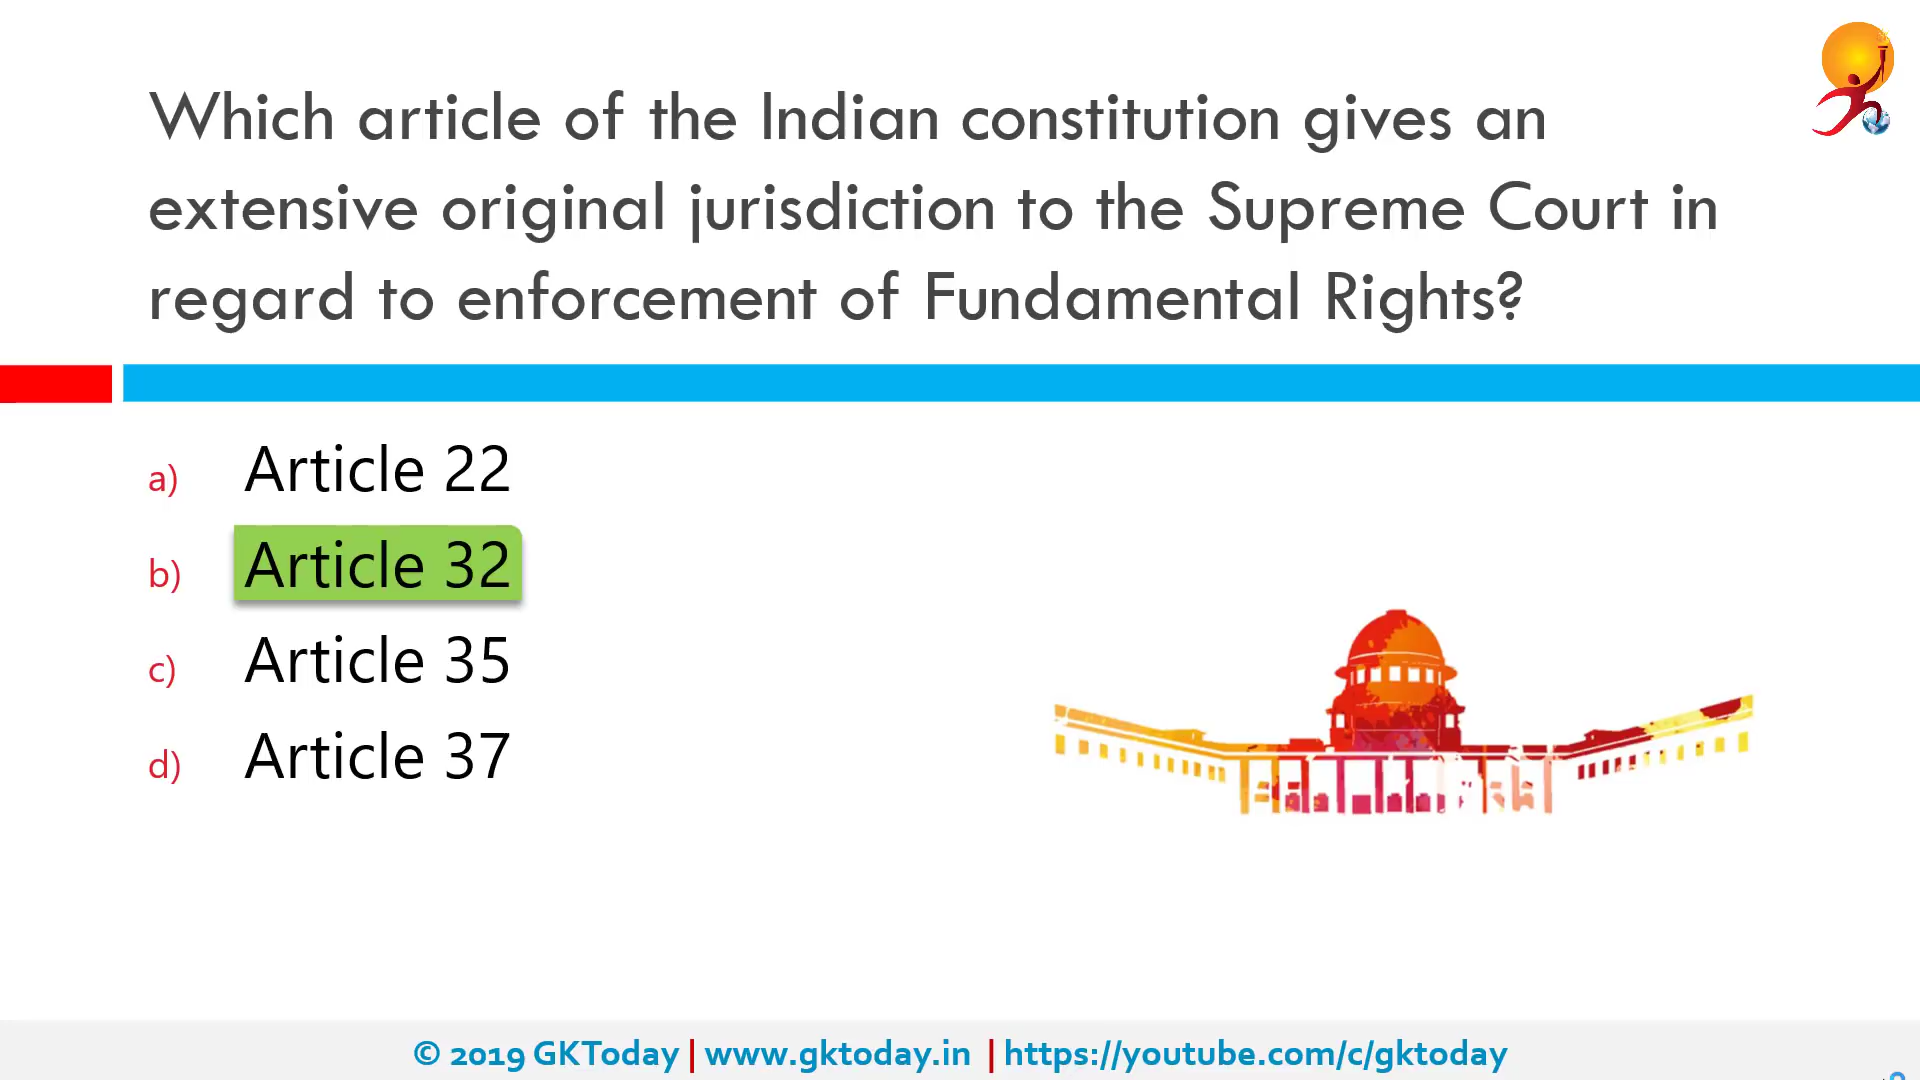 Which article of the Indian constitution gives an
extensive original jurisdiction to the Supreme Court in
regard to enforcement of Fundamental Rights?
a) Article 22
b) Article 32
c) Article 35
d) Article 37
© 2019 GKToday | www.gktoday.in | https://youtube.com/c/gktoday